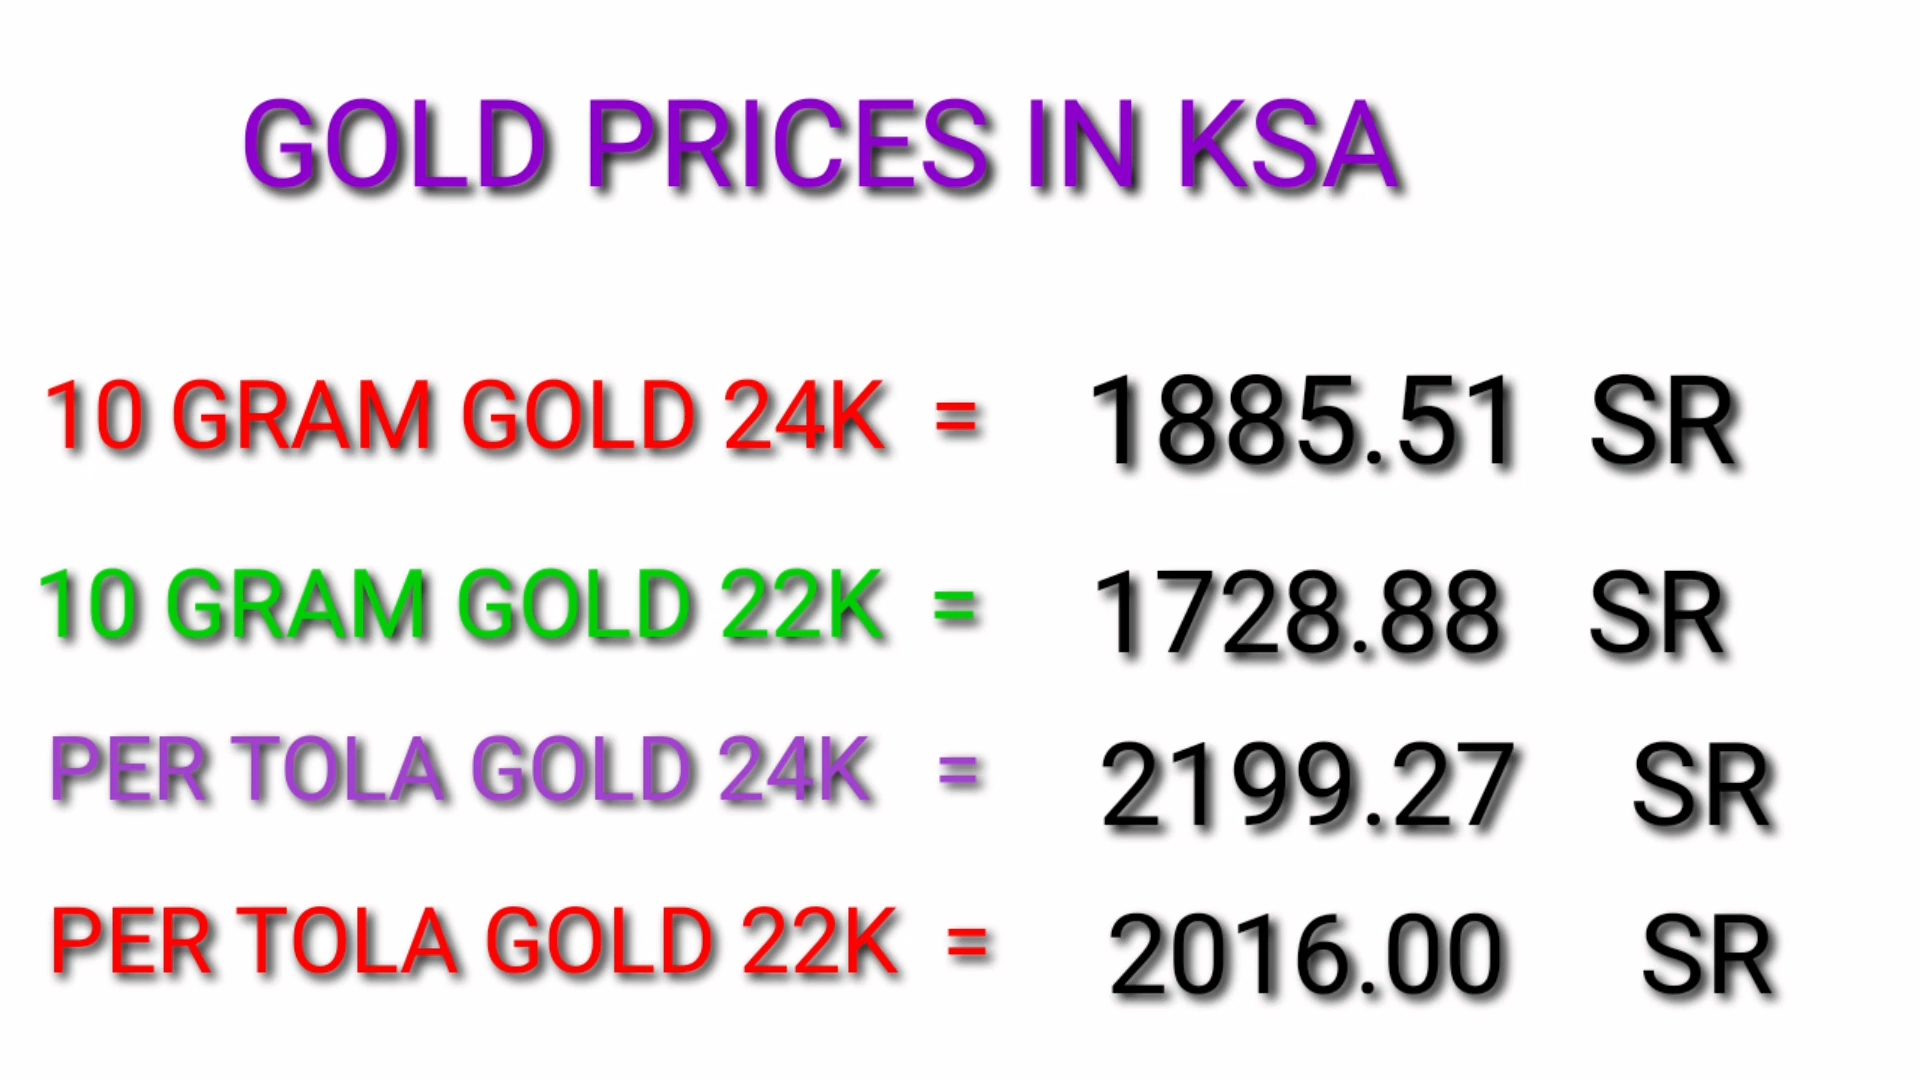 GOLD PRICES IN KSA
10 GRAM GOLD 24K = 1885.51 SR
10 GRAM GOLD 22K = 1728.88 SR
PER TOLA GOLD 24K = 2199.27 SR
PER TOLA GOLD 22K = 2016.00 SR